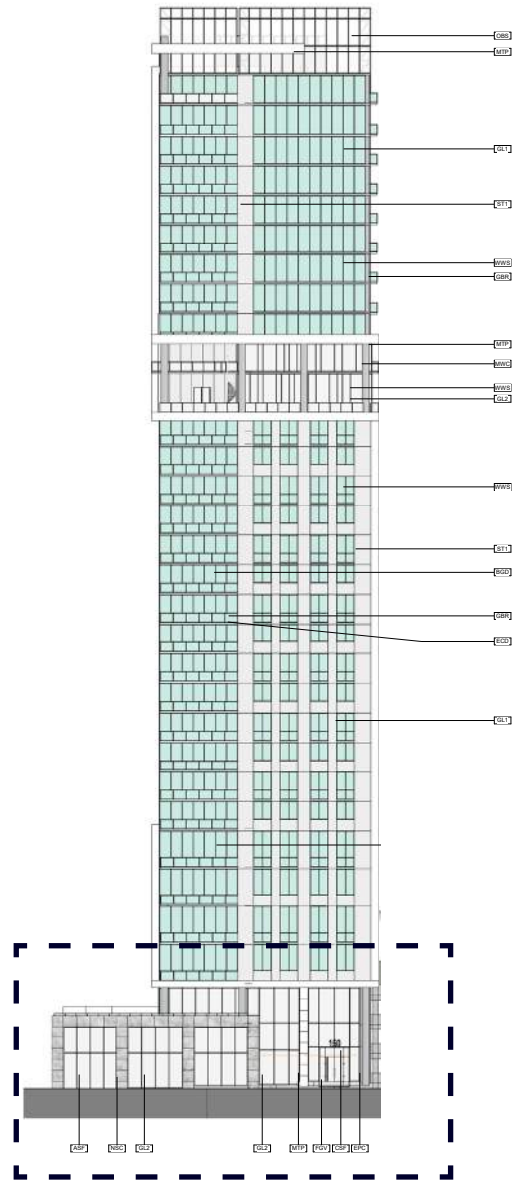 [OBS]
[MTP]
[GL1]
[ST1]
[WWS]
[GBR]
[MTP]
[MWC]
[WWS]
[GL2]
[WWS]
[ST1]
[BGD]
[GBR]
[ECD]
[GL1]
160
[ASF] [NSC] [GL2] [GL2] [MTP] [FGV] [CSF] [EPC]